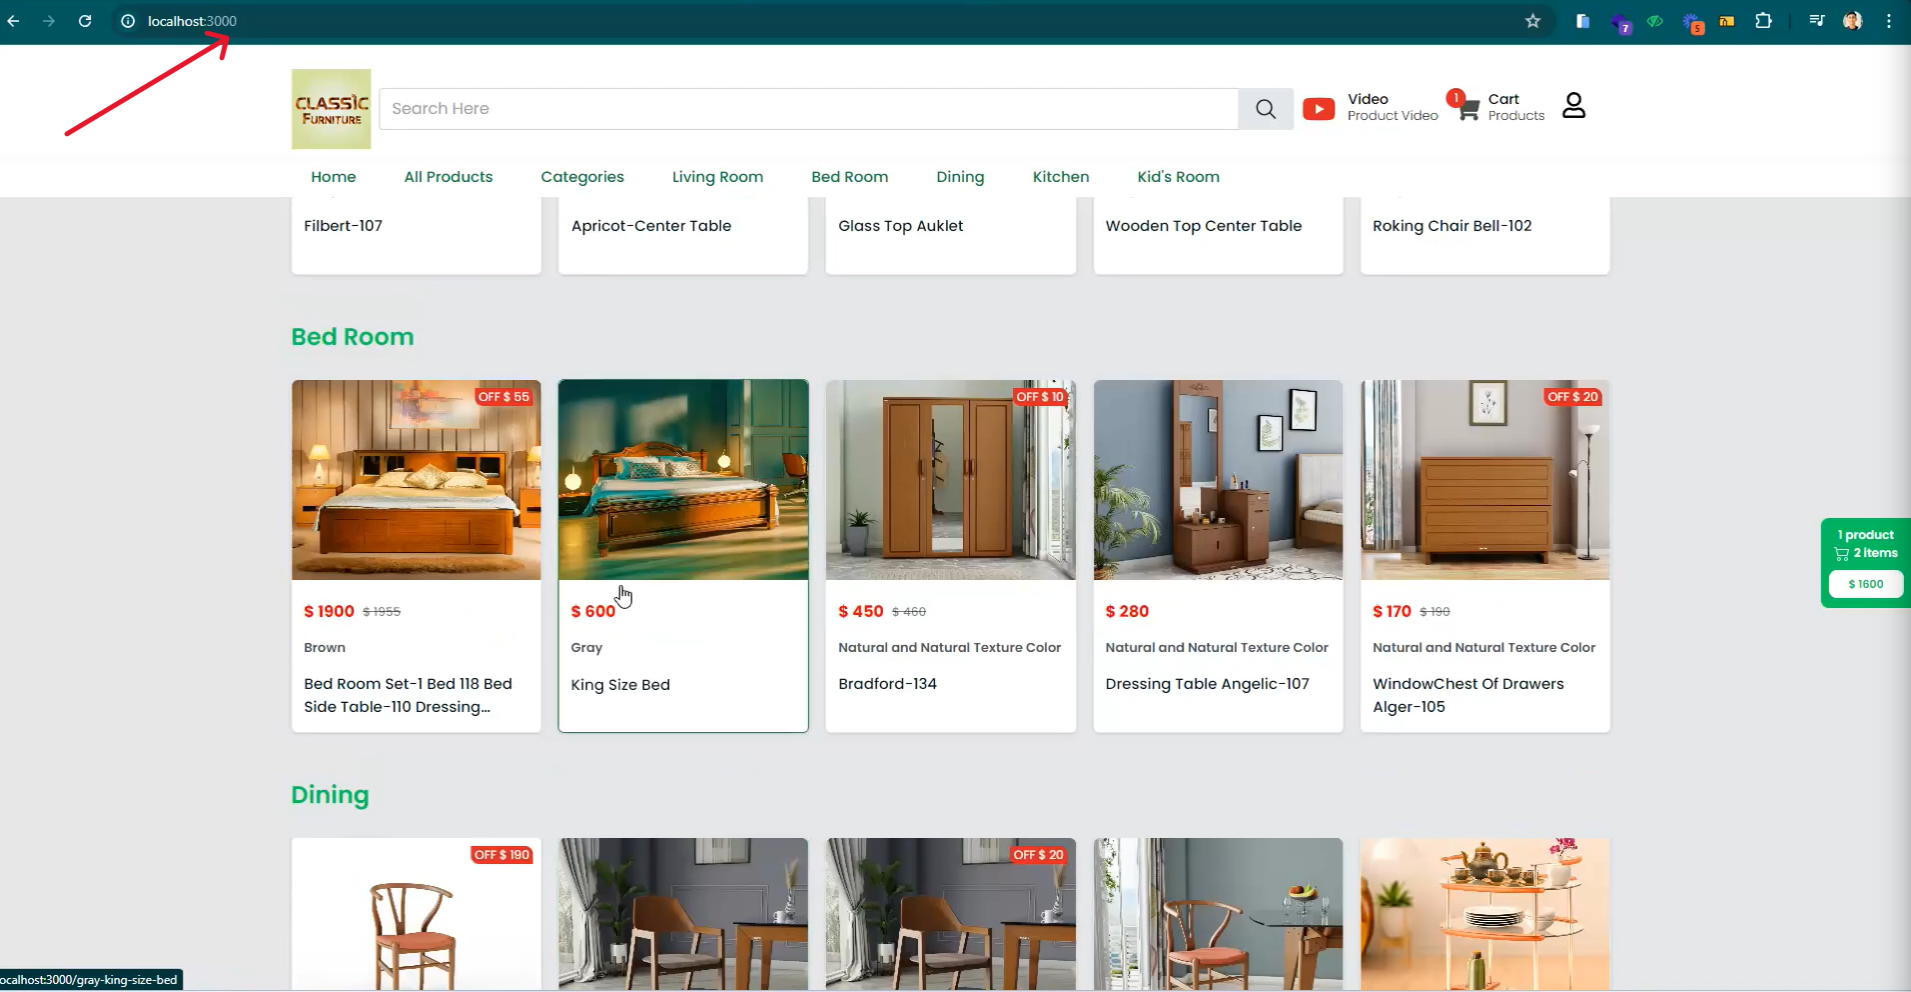 localhost:3000
7
5
CLASSIC
FURNITURE
Search Here
Video
Product Video
1
Cart
Products
Home
All Products
Categories
Living Room
Bed Room
Dining
Kitchen
Kid's Room
Filbert-107
Apricot-Center Table
Glass Top Auklet
Wooden Top Center Table
Roking Chair Bell-102
Bed Room
OFF $ 55
OFF $ 10
OFF $ 20
1 product
2 items
$ 1600
$ 1900 $ 1955
$ 600
$ 450 $ 460
$ 280
$ 170 $ 190
Brown
Gray
Natural and Natural Texture Color
Natural and Natural Texture Color
Natural and Natural Texture Color
Bed Room Set-1 Bed 118 Bed
Side Table-110 Dressing...
King Size Bed
Bradford-134
Dressing Table Angelic-107
WindowChest Of Drawers
Alger-105
Dining
OFF $ 190
OFF $ 20
ocalhost:3000/gray-king-size-bed